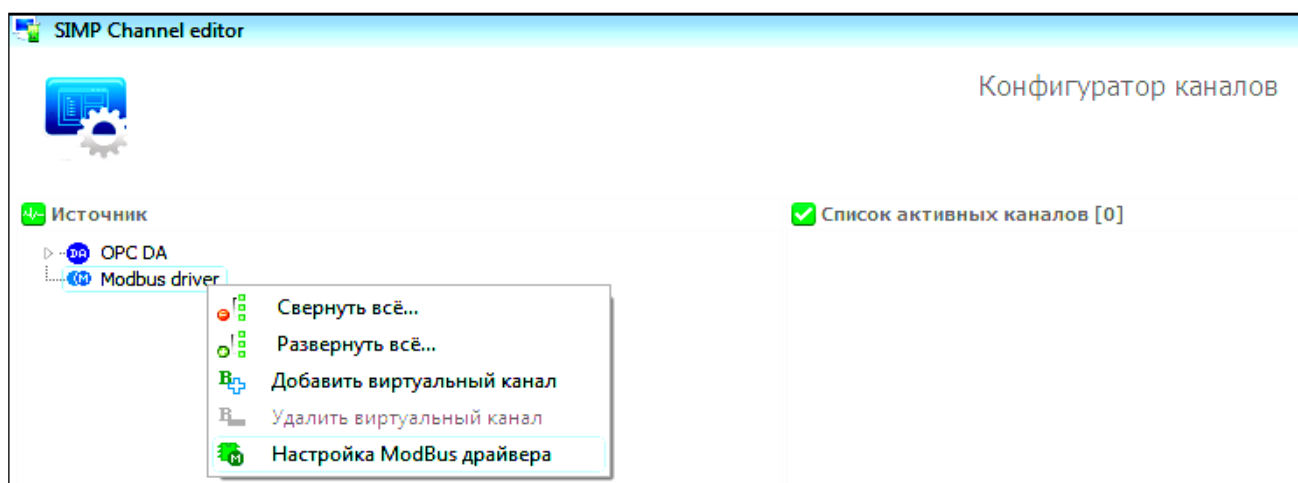 SIMP Channel editor
Конфигуратор каналов
Источник
Список активных каналов [0]
DA OPC DA
M Modbus driver
Свернуть всё...
Развернуть всё...
B Добавить виртуальный канал
B Удалить виртуальный канал
M Настройка ModBus драйвера